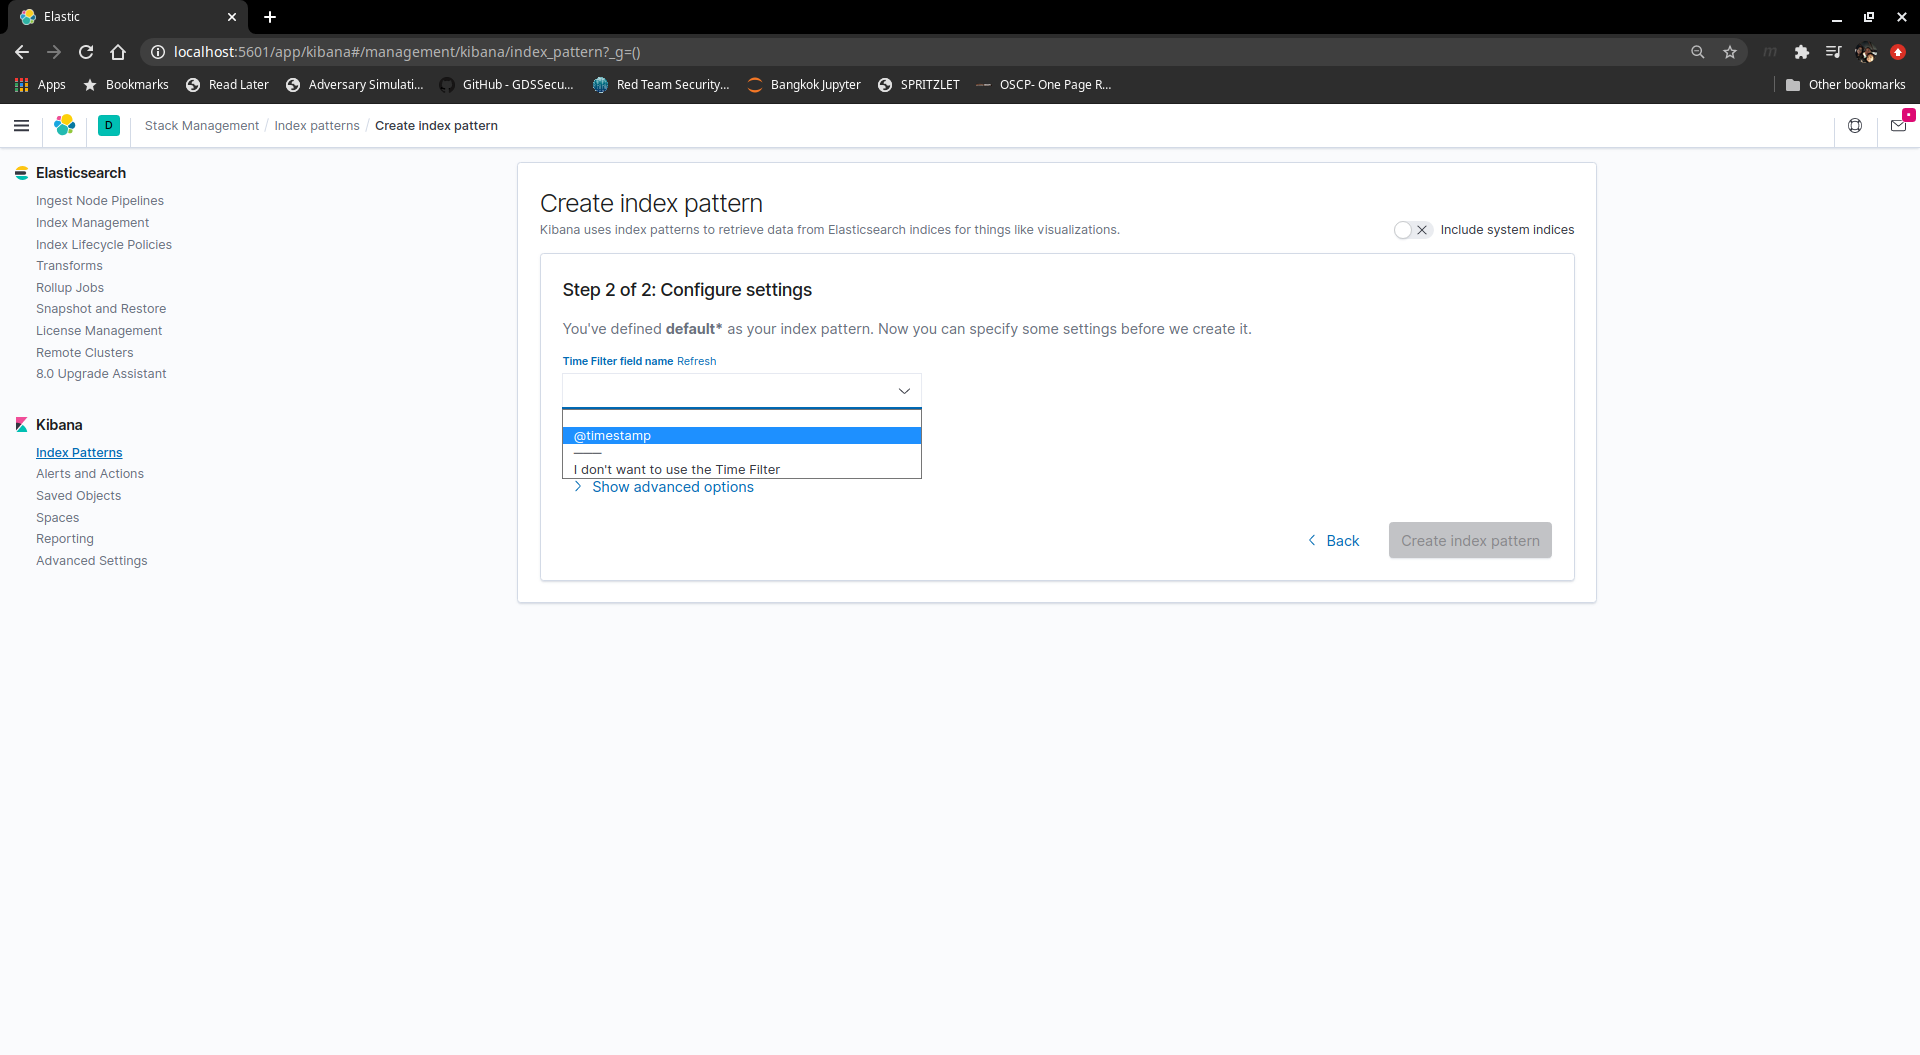 Elastic
localhost:5601/app/kibana#/management/kibana/index_pattern?_g=()
Apps Bookmarks Read Later Adversary Simulati... GitHub - GDSSecu... Red Team Security... Bangkok Jupyter SPRITZLET OSCP- One Page R... Other bookmarks
D Stack Management / Index patterns / Create index pattern
Elasticsearch
Ingest Node Pipelines
Index Management
Index Lifecycle Policies
Transforms
Rollup Jobs
Snapshot and Restore
License Management
Remote Clusters
8.0 Upgrade Assistant
Kibana
Index Patterns
Alerts and Actions
Saved Objects
Spaces
Reporting
Advanced Settings
Create index pattern
Kibana uses index patterns to retrieve data from Elasticsearch indices for things like visualizations.
Include system indices
Step 2 of 2: Configure settings
You've defined default* as your index pattern. Now you can specify some settings before we create it.
Time Filter field name Refresh
@timestamp
I don't want to use the Time Filter
Show advanced options
Back
Create index pattern